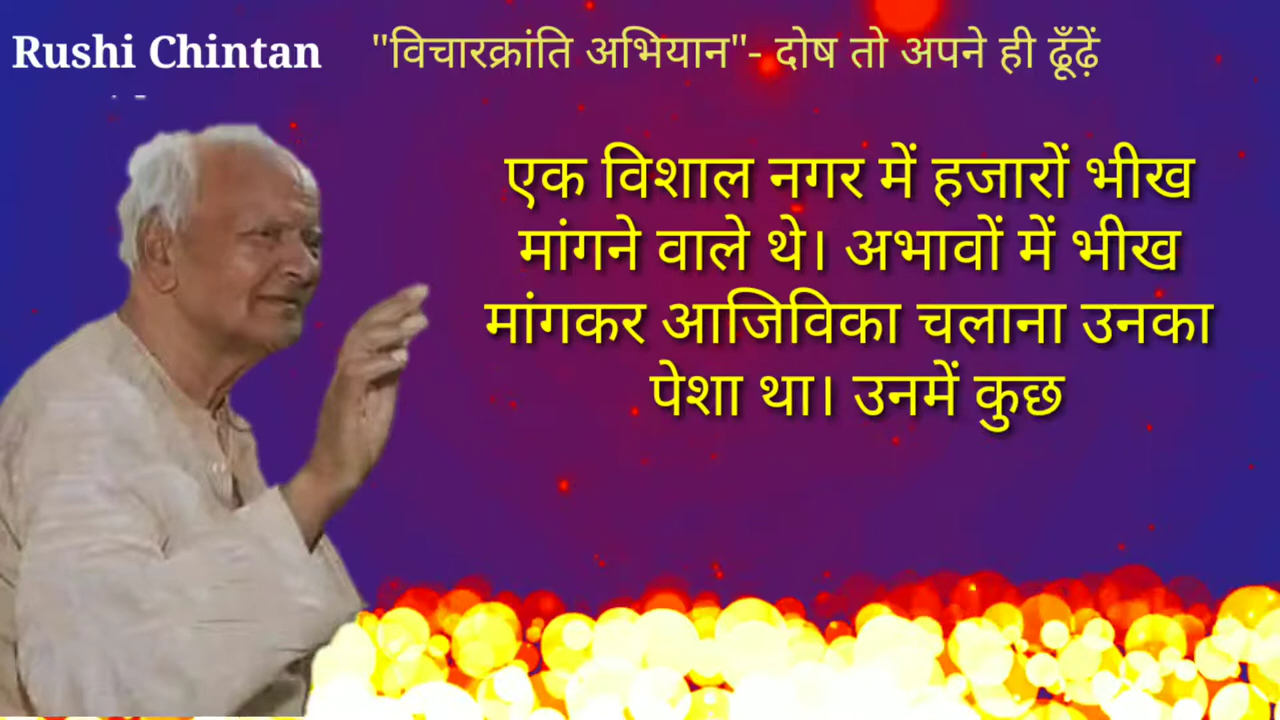 Rushi Chintan "विचारक्रांति अभियान"- दोष तो अपने ही ढूँढ़ें
एक विशाल नगर में हजारों भीख
मांगने वाले थे। अभावों में भीख
मांगकर आजिविका चलाना उनका
पेशा था। उनमें कुछ